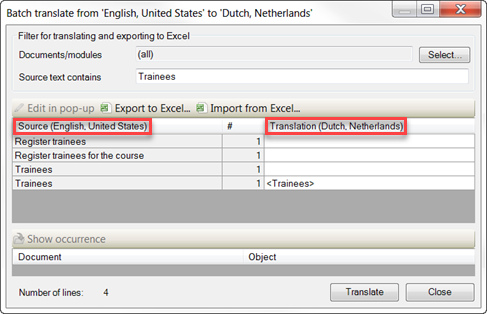 Batch translate from 'English, United States' to 'Dutch, Netherlands'
Filter for translating and exporting to Excel
Documents/modules (all) Select...
Source text contains Trainees
Edit in pop-up Export to Excel... Import from Excel...
Source (English, United States) # Translation (Dutch, Netherlands)
Register trainees 1
Register trainees for the course 1
Trainees 1
Trainees 1 <Trainees>
Show occurrence
Document Object
Number of lines: 4 Translate Close